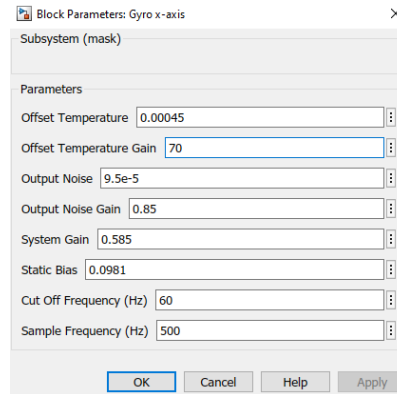 Block Parameters: Gyro x-axis
Subsystem (mask)
Parameters
Offset Temperature 0.00045
Offset Temperature Gain 70
Output Noise 9.5e-5
Output Noise Gain 0.85
System Gain 0.585
Static Bias 0.0981
Cut Off Frequency (Hz) 60
Sample Frequency (Hz) 500
OK Cancel Help Apply